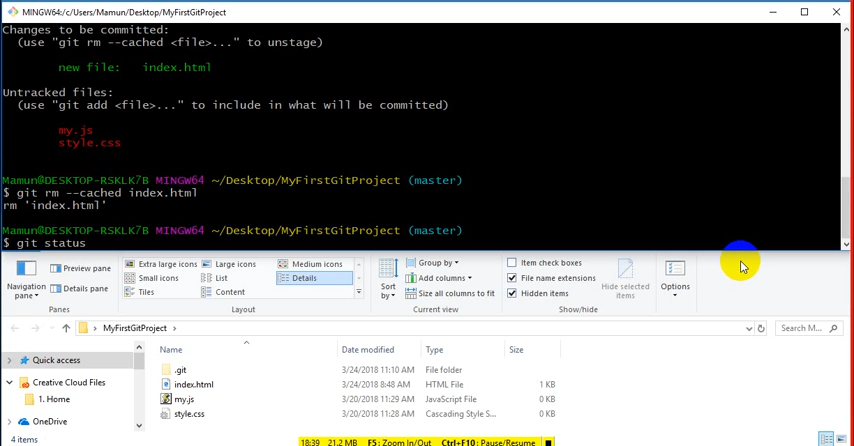 MINGW64:/c/Users/Mamun/Desktop/MyFirstGitProject
Changes to be committed:
(use "git rm --cached <file>..." to unstage)
new file: index.html
Untracked files:
(use "git add <file>..." to include in what will be committed)
my.js
style.css
Mamun@DESKTOP-RSKLK7B MINGW64 ~/Desktop/MyFirstGitProject (master)
$ git rm --cached index.html
rm 'index.html'
Mamun@DESKTOP-RSKLK7B MINGW64 ~/Desktop/MyFirstGitProject (master)
$ git status
Preview pane Extra large icons Large icons Medium icons Group by Item check boxes
Small icons List Details Add columns File name extensions
Navigation pane Details pane Tiles Content Sort by Size all columns to fit Hidden items Hide selected items Options
Panes Layout Current view Show/hide
MyFirstGitProject Search M...
Quick access Name Date modified Type Size
.git 3/24/2018 11:10 AM File folder
Creative Cloud Files index.html 3/24/2018 8:48 AM HTML File 1 KB
1. Home my.js 3/20/2018 11:29 AM JavaScript File 0 KB
style.css 3/20/2018 11:28 AM Cascading Style S... 0 KB
OneDrive
4 items 18:39 21.2 MB F5: Zoom In/Out Ctrl+F10: Pause/Resume